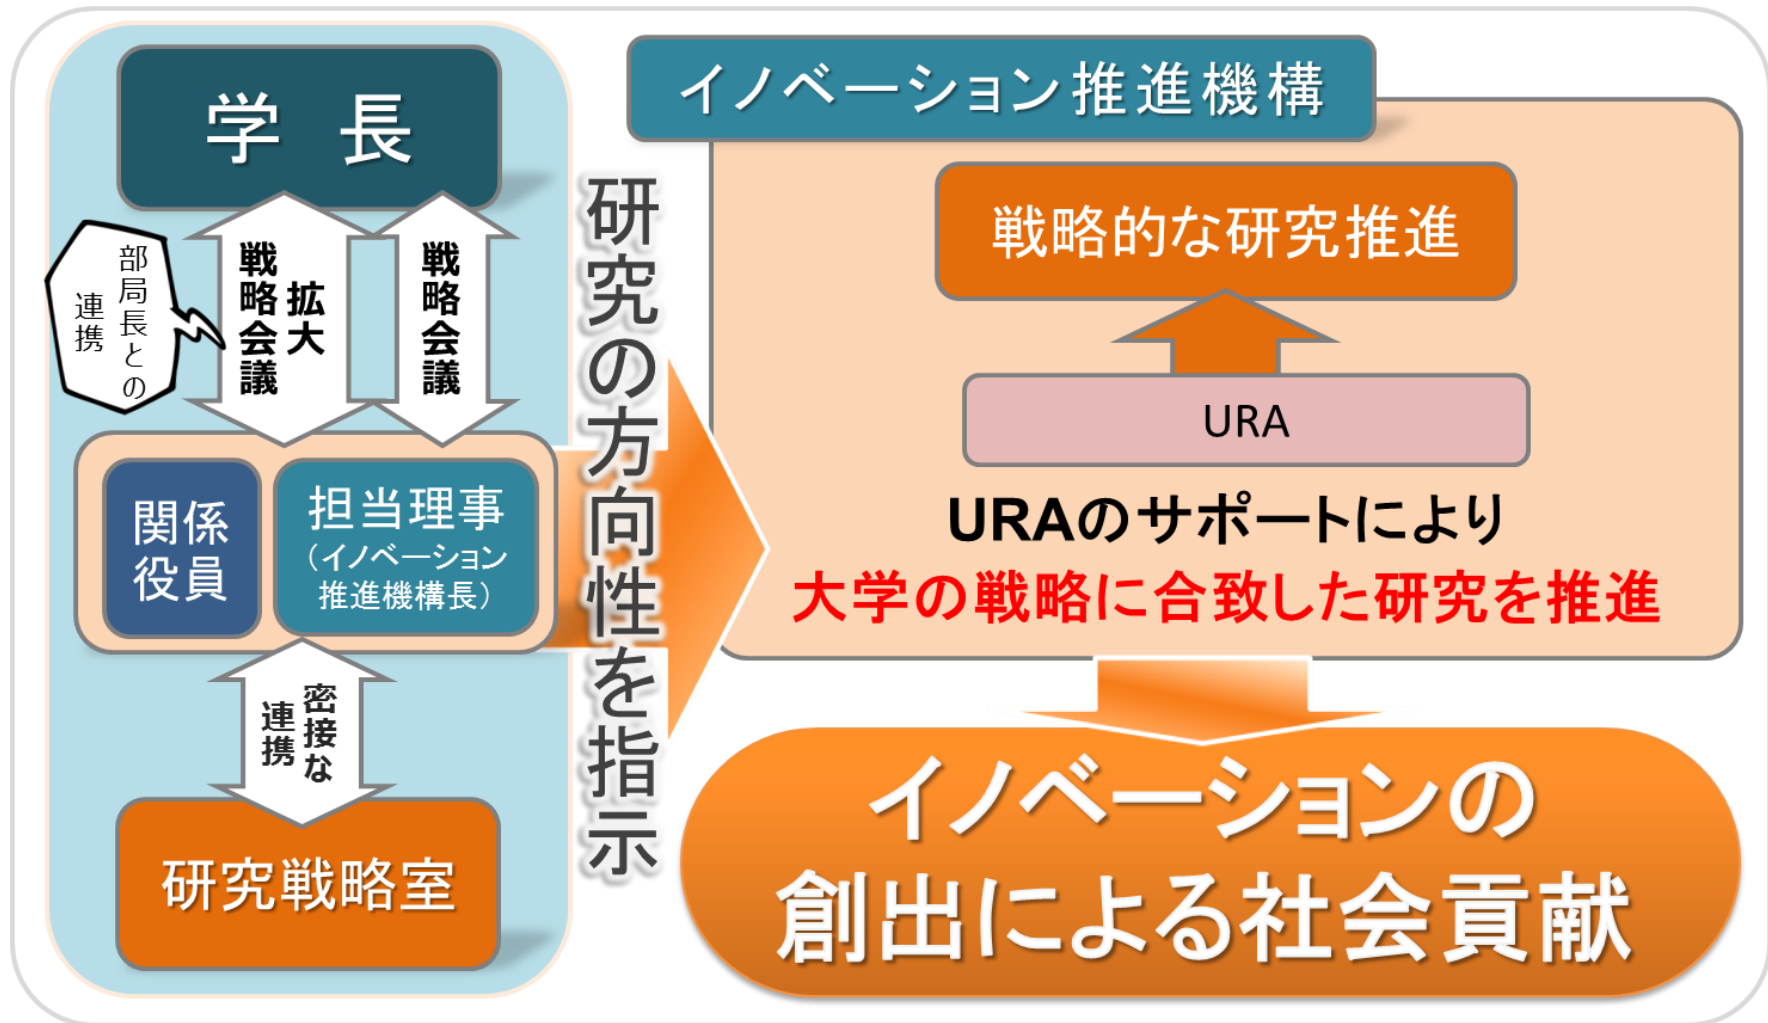 学 長
部局長との
連携
拡大
戦略会議
戦略会議
関係
役員
担当理事
（イノベーション
推進機構長）
密接な
連携
研究戦略室
研究の方向性を指示
イノベーション推進機構
戦略的な研究推進
URA
URAのサポートにより
大学の戦略に合致した研究を推進
イノベーションの
創出による社会貢献